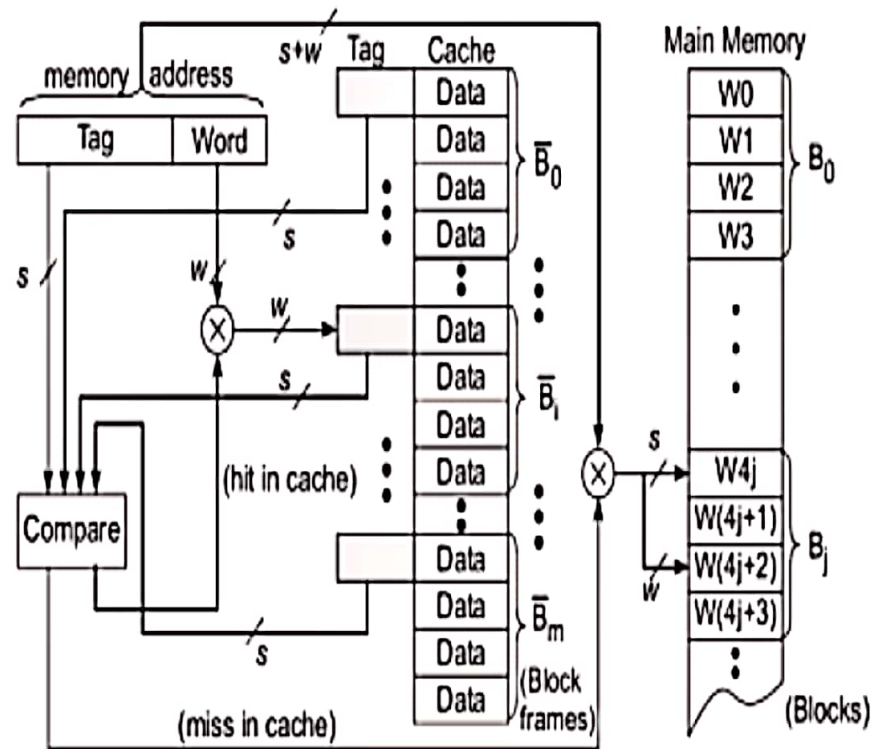 s+w
Tag
Cache
Main Memory
memory address
Tag
Word
Data
Data
Data
Data
B̅0
W0
W1
W2
W3
B0
s
s
w
w
Data
Data
Data
Data
B̅i
s
(hit in cache)
Compare
s
W4j
W(4j+1)
W(4j+2)
W(4j+3)
Bj
w
Data
Data
Data
Data
B̅m
s
(Block
frames)
(miss in cache)
(Blocks)